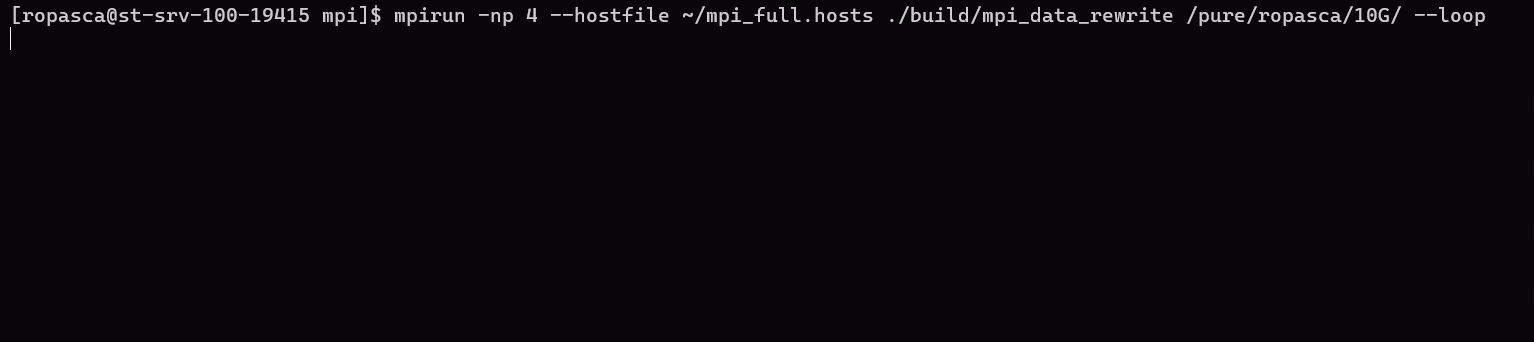 [ropasca@st-srv-100-19415 mpi]$ mpirun -np 4 --hostfile ~/mpi_full.hosts ./build/mpi_data_rewrite /pure/ropasca/10G/ --loop